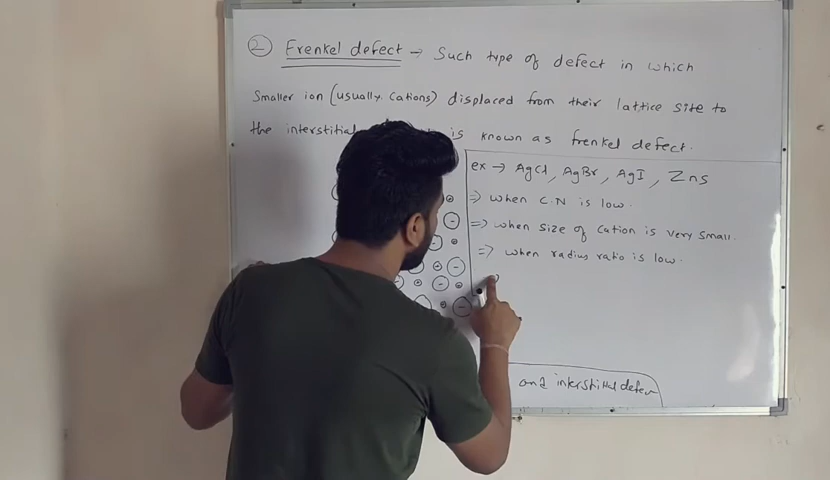 ② Frenkel defect → Such type of defect in which
Smaller ion (usually cations) displaced from their lattice site to
the interstitial is known as frenkel defect.
ex → AgCl, AgBr, AgI, Zns
⇒ when C.N is low.
⇒ when size of cation is very small.
⇒ when radius ratio is low.
and interstitial defect